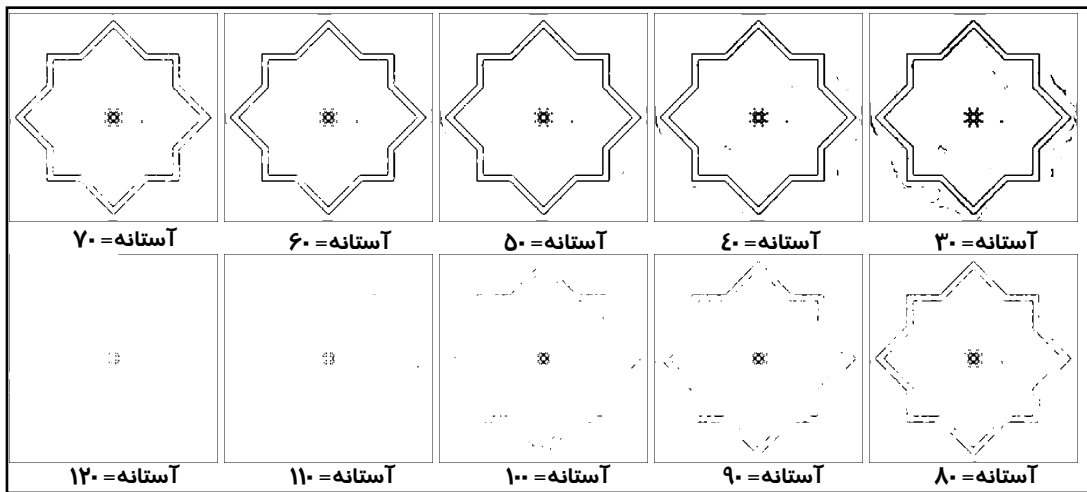 آستانه= ۳۰ آستانه= ٤۰ آستانه= ۵۰ آستانه= ۶۰ آستانه= ۷۰
آستانه= ۸۰ آستانه= ۹۰ آستانه= ۱۰۰ آستانه= ۱۱۰ آستانه= ۱۲۰